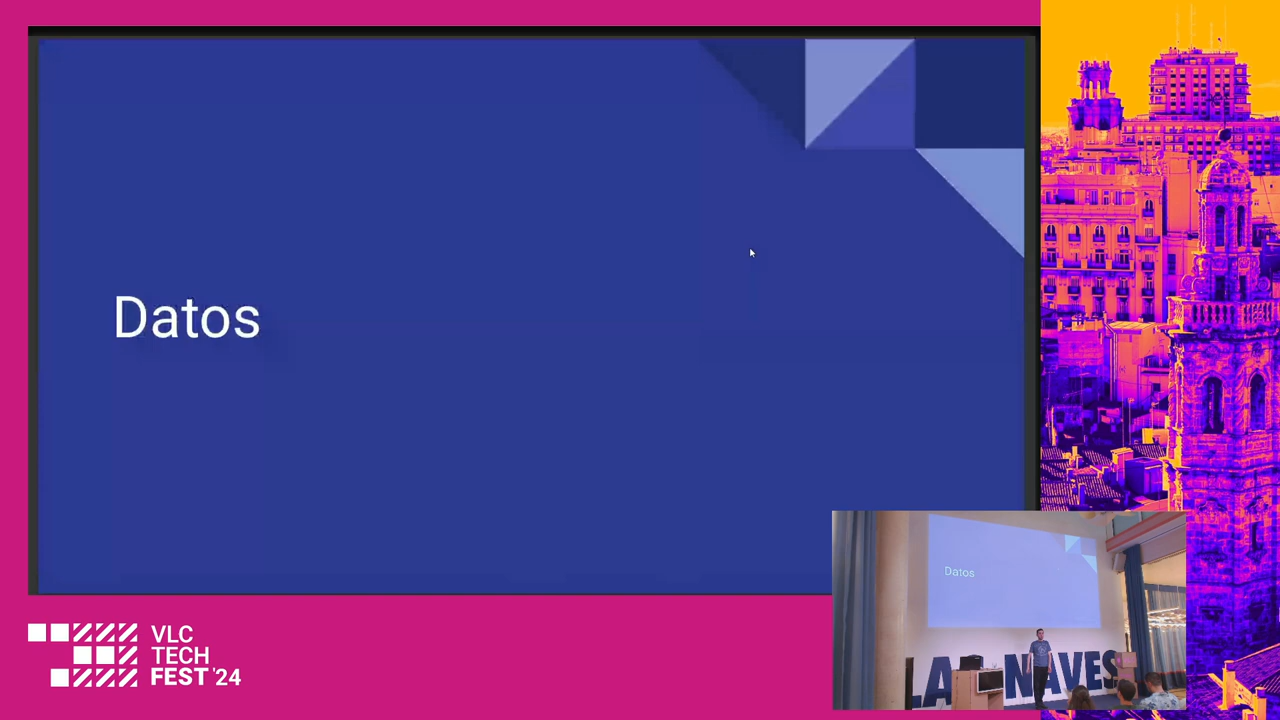 Datos
Datos
LA NAVES
VLC
TECH
FEST '24